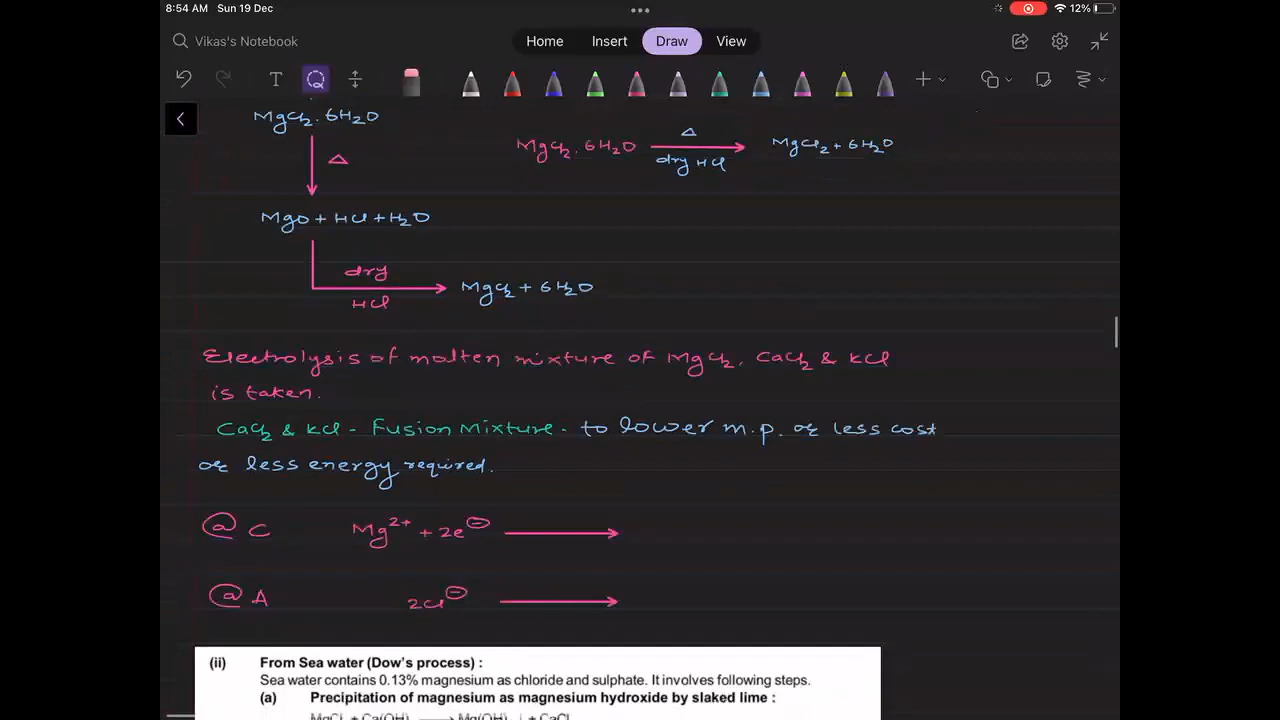 8:54 AM Sun 19 Dec
12%
Vikas's Notebook
Home Insert Draw View
MgCl2.6H2O
Δ
MgCl2.6H2O Δ dry HCl MgCl2 + 6H2O
MgO + HCl + H2O
dry
HCl
MgCl2 + 6H2O
Electrolysis of molten mixture of MgCl2, CaCl2 & KCl
is taken.
CaCl2 & KCl - Fusion Mixture - to lower m.p. or less cost
or less energy required.
@ C Mg2+ + 2e⊖ ⟶
@ A 2Cl⊖ ⟶
(ii) From Sea water (Dow's process) :
Sea water contains 0.13% magnesium as chloride and sulphate. It involves following steps.
(a) Precipitation of magnesium as magnesium hydroxide by slaked lime :